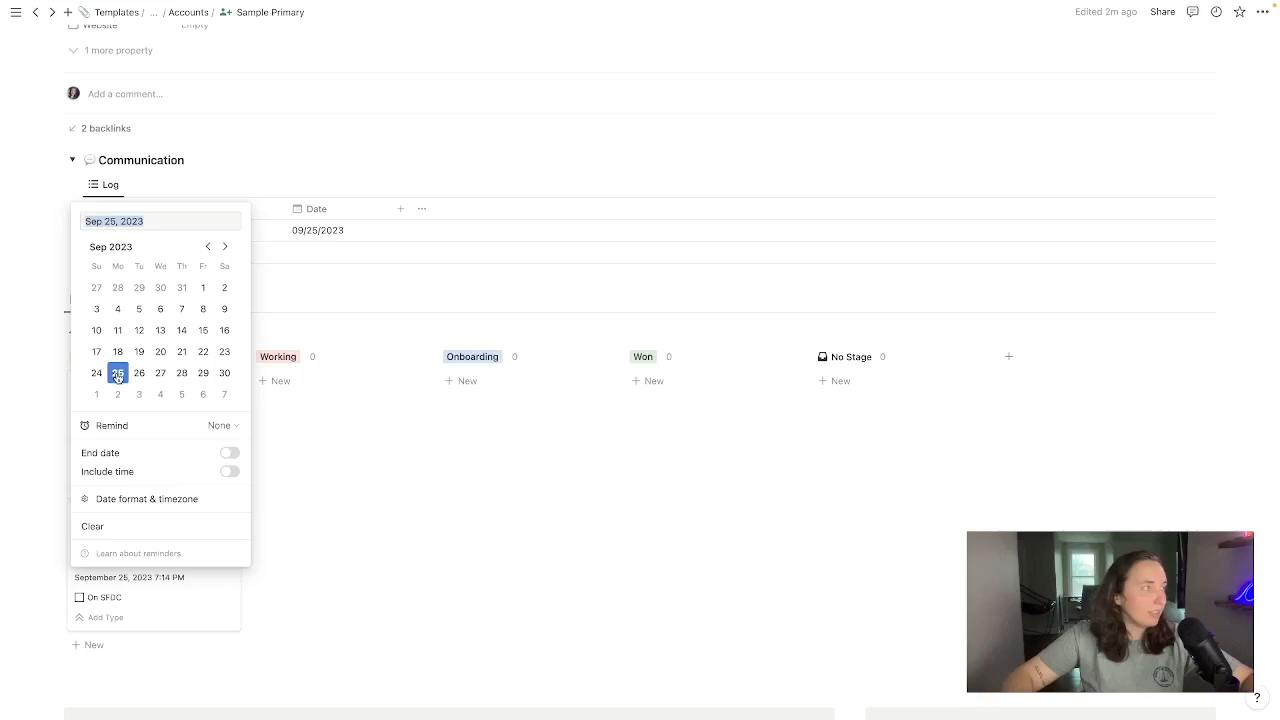 Templates / ... / Accounts / Sample Primary
Edited 2m ago Share
Website Empty
1 more property
Add a comment...
2 backlinks
Communication
Log
Date
09/25/2023
Sep 25, 2023
Sep 2023
Su Mo Tu We Th Fr Sa
27 28 29 30 31 1 2
3 4 5 6 7 8 9
10 11 12 13 14 15 16
17 18 19 20 21 22 23
24 25 26 27 28 29 30
1 2 3 4 5 6 7
Remind None
End date
Include time
Date format & timezone
Clear
Learn about reminders
Working 0
Onboarding 0
Won 0
No Stage 0
New
New
New
New
September 25, 2023 7:14 PM
On SFDC
Add Type
New
?